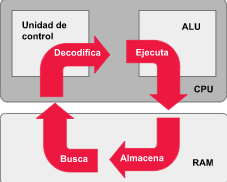 Unidad de
control
ALU
Decodifica
Ejecuta
CPU
Busca
Almacena
RAM